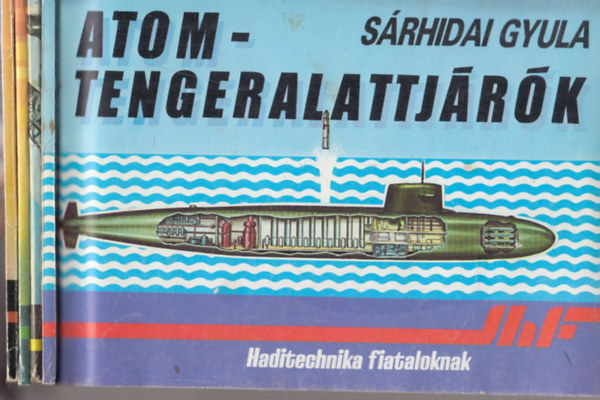 SÁRHIDAI GYULA
ATOM-
TENGERALATTJÁRÓK
Haditechnika fiataloknak